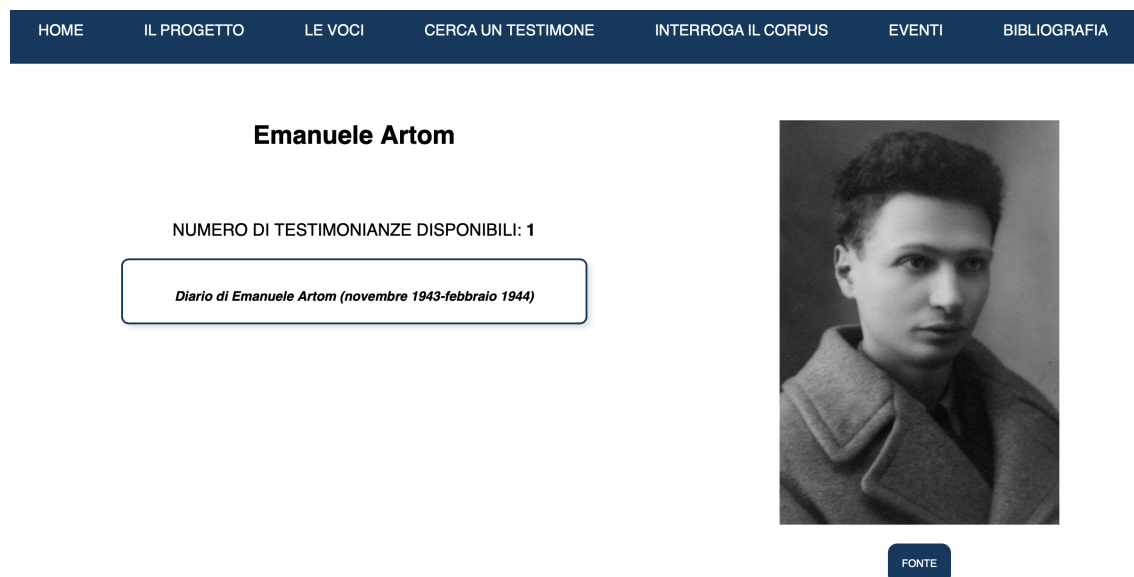 HOME IL PROGETTO LE VOCI CERCA UN TESTIMONE INTERROGA IL CORPUS EVENTI BIBLIOGRAFIA
Emanuele Artom
NUMERO DI TESTIMONIANZE DISPONIBILI: 1
Diario di Emanuele Artom (novembre 1943-febbraio 1944)
FONTE